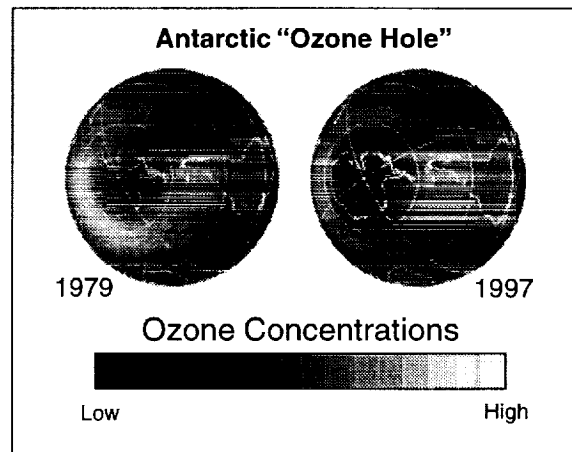 Antarctic “Ozone Hole”
1979
1997
Ozone Concentrations
Low
High